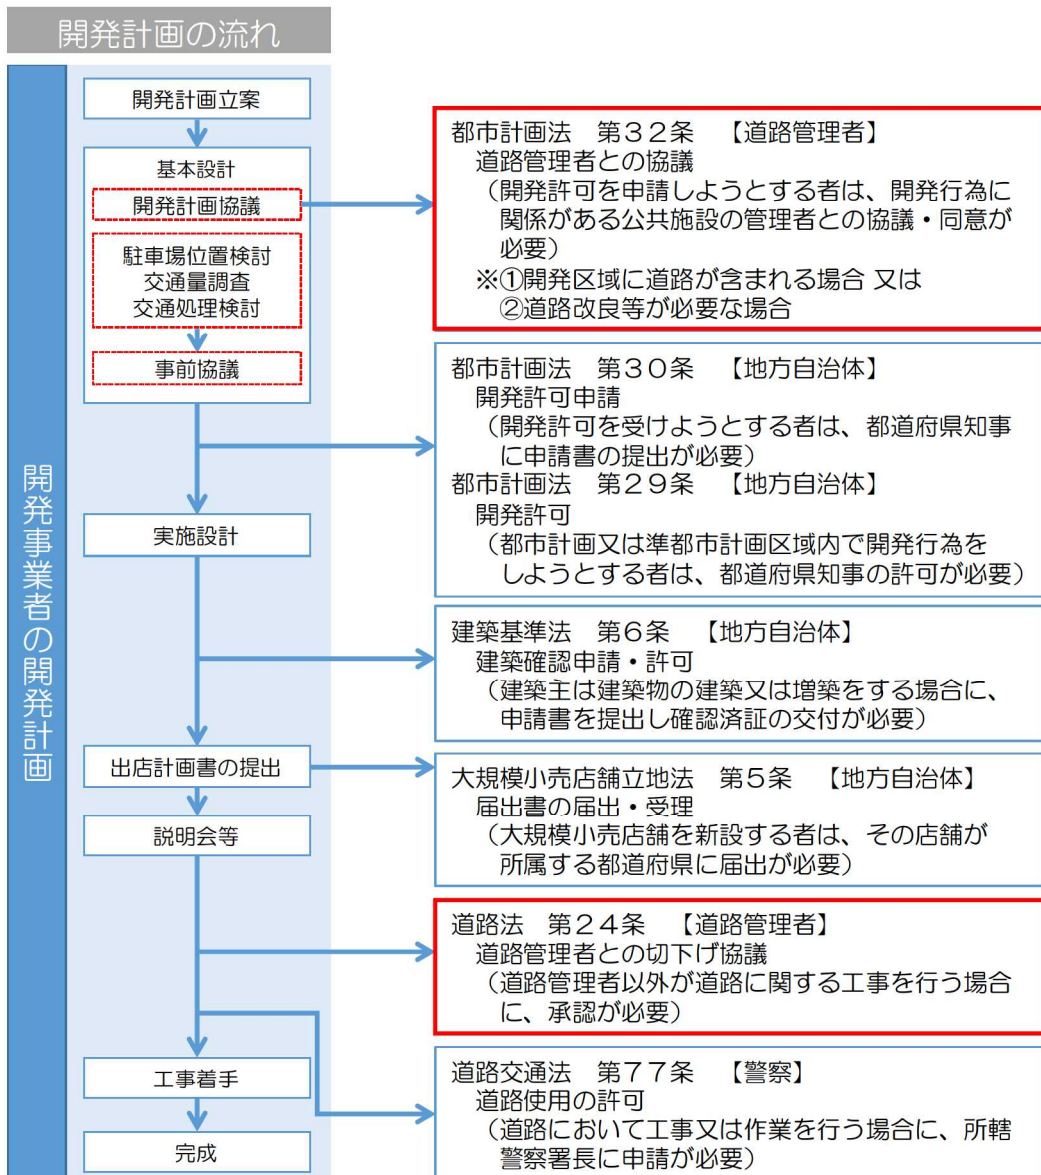 開発計画の流れ
開発事業者の開発計画
開発計画立案
基本設計
開発計画協議
駐車場位置検討
交通量調査
交通処理検討
事前協議
実施設計
出店計画書の提出
説明会等
工事着手
完成
都市計画法　第３２条　【道路管理者】
道路管理者との協議
（開発許可を申請しようとする者は、開発行為に
関係がある公共施設の管理者との協議・同意が
必要）
※①開発区域に道路が含まれる場合 又は
②道路改良等が必要な場合
都市計画法　第３０条　【地方自治体】
開発許可申請
（開発許可を受けようとする者は、都道府県知事
に申請書の提出が必要）
都市計画法　第２９条　【地方自治体】
開発許可
（都市計画又は準都市計画区域内で開発行為を
しようとする者は、都道府県知事の許可が必要）
建築基準法　第６条　【地方自治体】
建築確認申請・許可
（建築主は建築物の建築又は増築をする場合に、
申請書を提出し確認済証の交付が必要）
大規模小売店舗立地法　第５条　【地方自治体】
届出書の届出・受理
（大規模小売店舗を新設する者は、その店舗が
所属する都道府県に届出が必要）
道路法　第２４条　【道路管理者】
道路管理者との切下げ協議
（道路管理者以外が道路に関する工事を行う場合
に、承認が必要）
道路交通法　第７７条　【警察】
道路使用の許可
（道路において工事又は作業を行う場合に、所轄
警察署長に申請が必要）